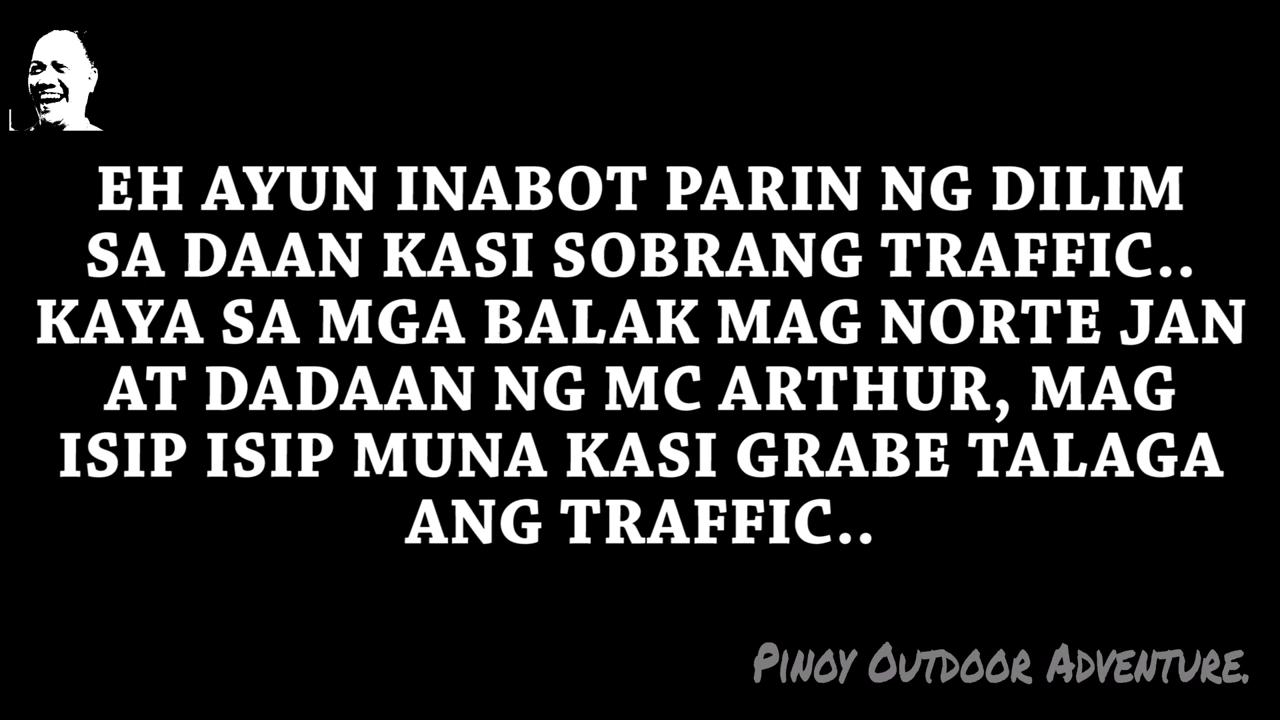 EH AYUN INABOT PARIN NG DILIM
SA DAAN KASI SOBRANG TRAFFIC..
KAYA SA MGA BALAK MAG NORTE JAN
AT DADAAN NG MC ARTHUR, MAG
ISIP ISIP MUNA KASI GRABE TALAGA
ANG TRAFFIC..
PINOY OUTDOOR ADVENTURE.